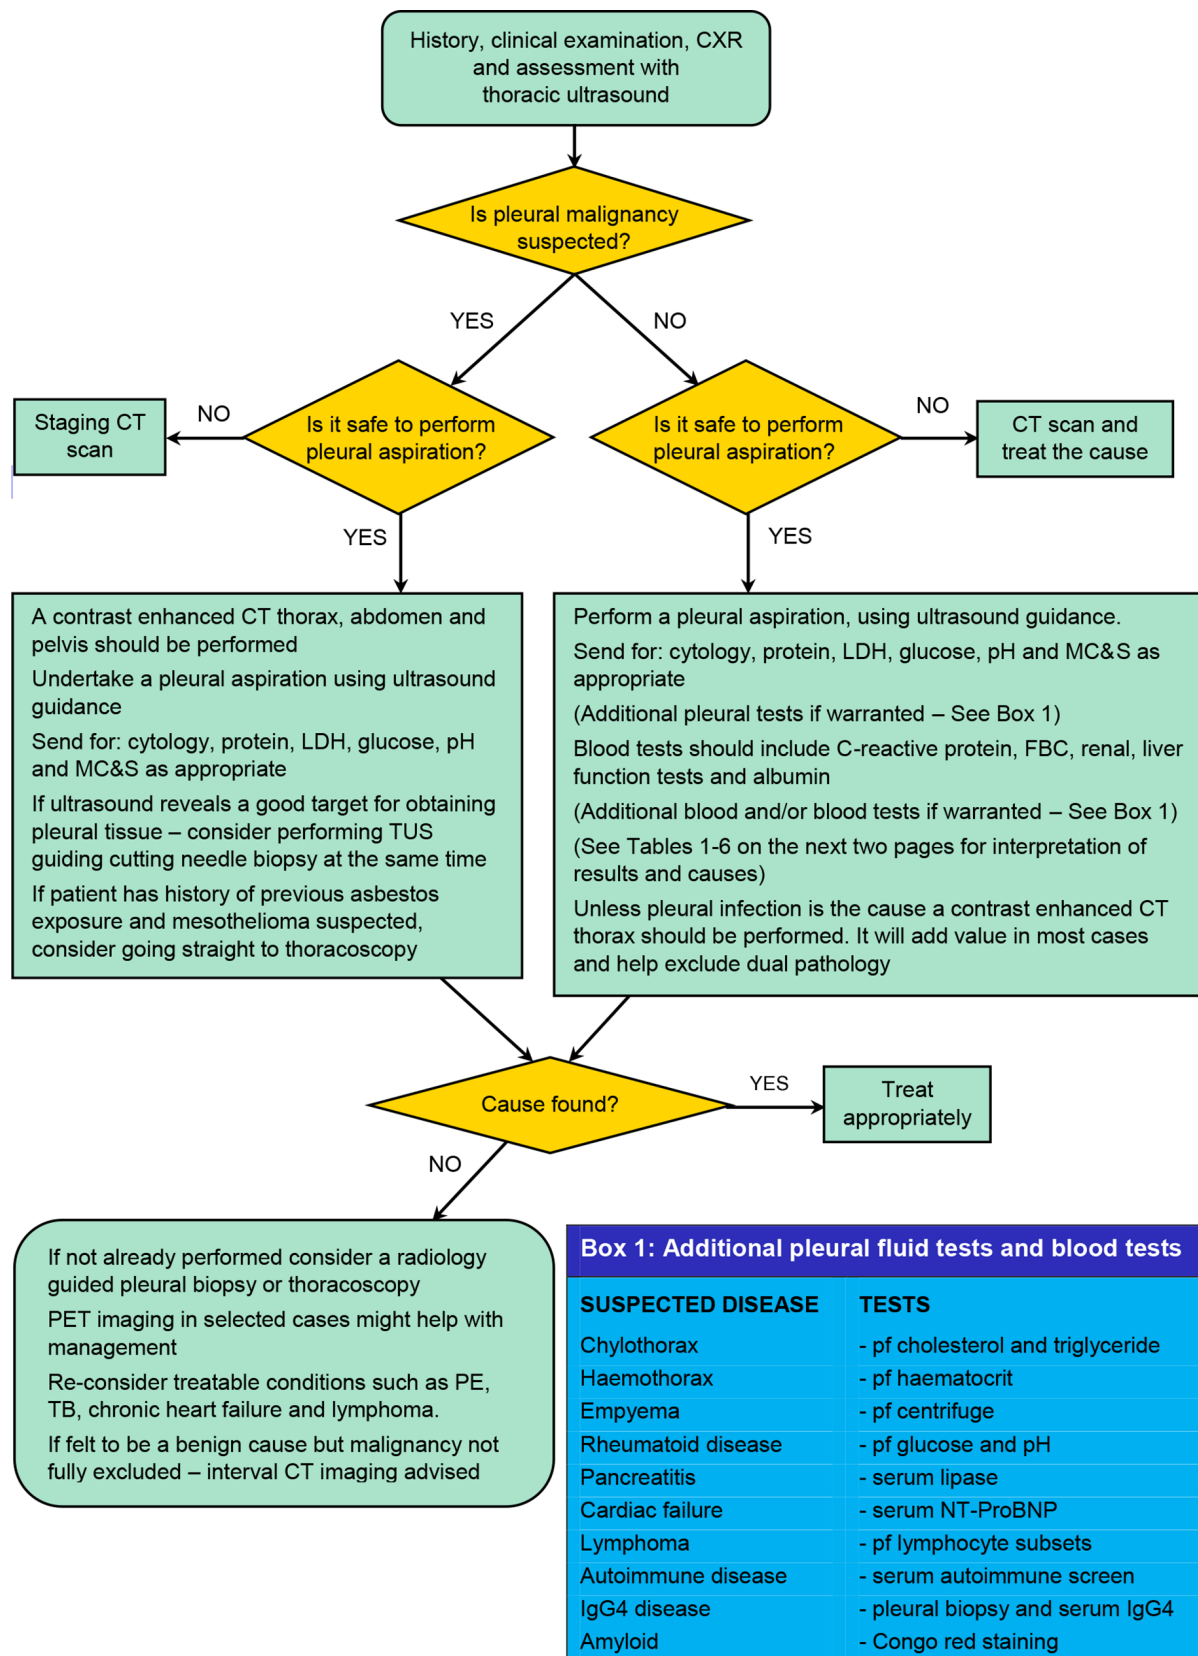 History, clinical examination, CXR
and assessment with
thoracic ultrasound
Is pleural malignancy
suspected?
YES
NO
Staging CT
scan
NO
Is it safe to perform
pleural aspiration?
Is it safe to perform
pleural aspiration?
NO
CT scan and
treat the cause
YES
YES
A contrast enhanced CT thorax, abdomen and
pelvis should be performed
Undertake a pleural aspiration using ultrasound
guidance
Send for: cytology, protein, LDH, glucose, pH
and MC&S as appropriate
If ultrasound reveals a good target for obtaining
pleural tissue – consider performing TUS
guiding cutting needle biopsy at the same time
If patient has history of previous asbestos
exposure and mesothelioma suspected,
consider going straight to thoracoscopy
Perform a pleural aspiration, using ultrasound guidance.
Send for: cytology, protein, LDH, glucose, pH and MC&S as
appropriate
(Additional pleural tests if warranted – See Box 1)
Blood tests should include C-reactive protein, FBC, renal, liver
function tests and albumin
(Additional blood and/or blood tests if warranted – See Box 1)
(See Tables 1-6 on the next two pages for interpretation of
results and causes)
Unless pleural infection is the cause a contrast enhanced CT
thorax should be performed. It will add value in most cases
and help exclude dual pathology
Cause found?
YES
Treat
appropriately
NO
If not already performed consider a radiology
guided pleural biopsy or thoracoscopy
PET imaging in selected cases might help with
management
Re-consider treatable conditions such as PE,
TB, chronic heart failure and lymphoma.
If felt to be a benign cause but malignancy not
fully excluded – interval CT imaging advised
Box 1: Additional pleural fluid tests and blood tests
SUSPECTED DISEASE TESTS
Chylothorax - pf cholesterol and triglyceride
Haemothorax - pf haematocrit
Empyema - pf centrifuge
Rheumatoid disease - pf glucose and pH
Pancreatitis - serum lipase
Cardiac failure - serum NT-ProBNP
Lymphoma - pf lymphocyte subsets
Autoimmune disease - serum autoimmune screen
IgG4 disease - pleural biopsy and serum IgG4
Amyloid - Congo red staining